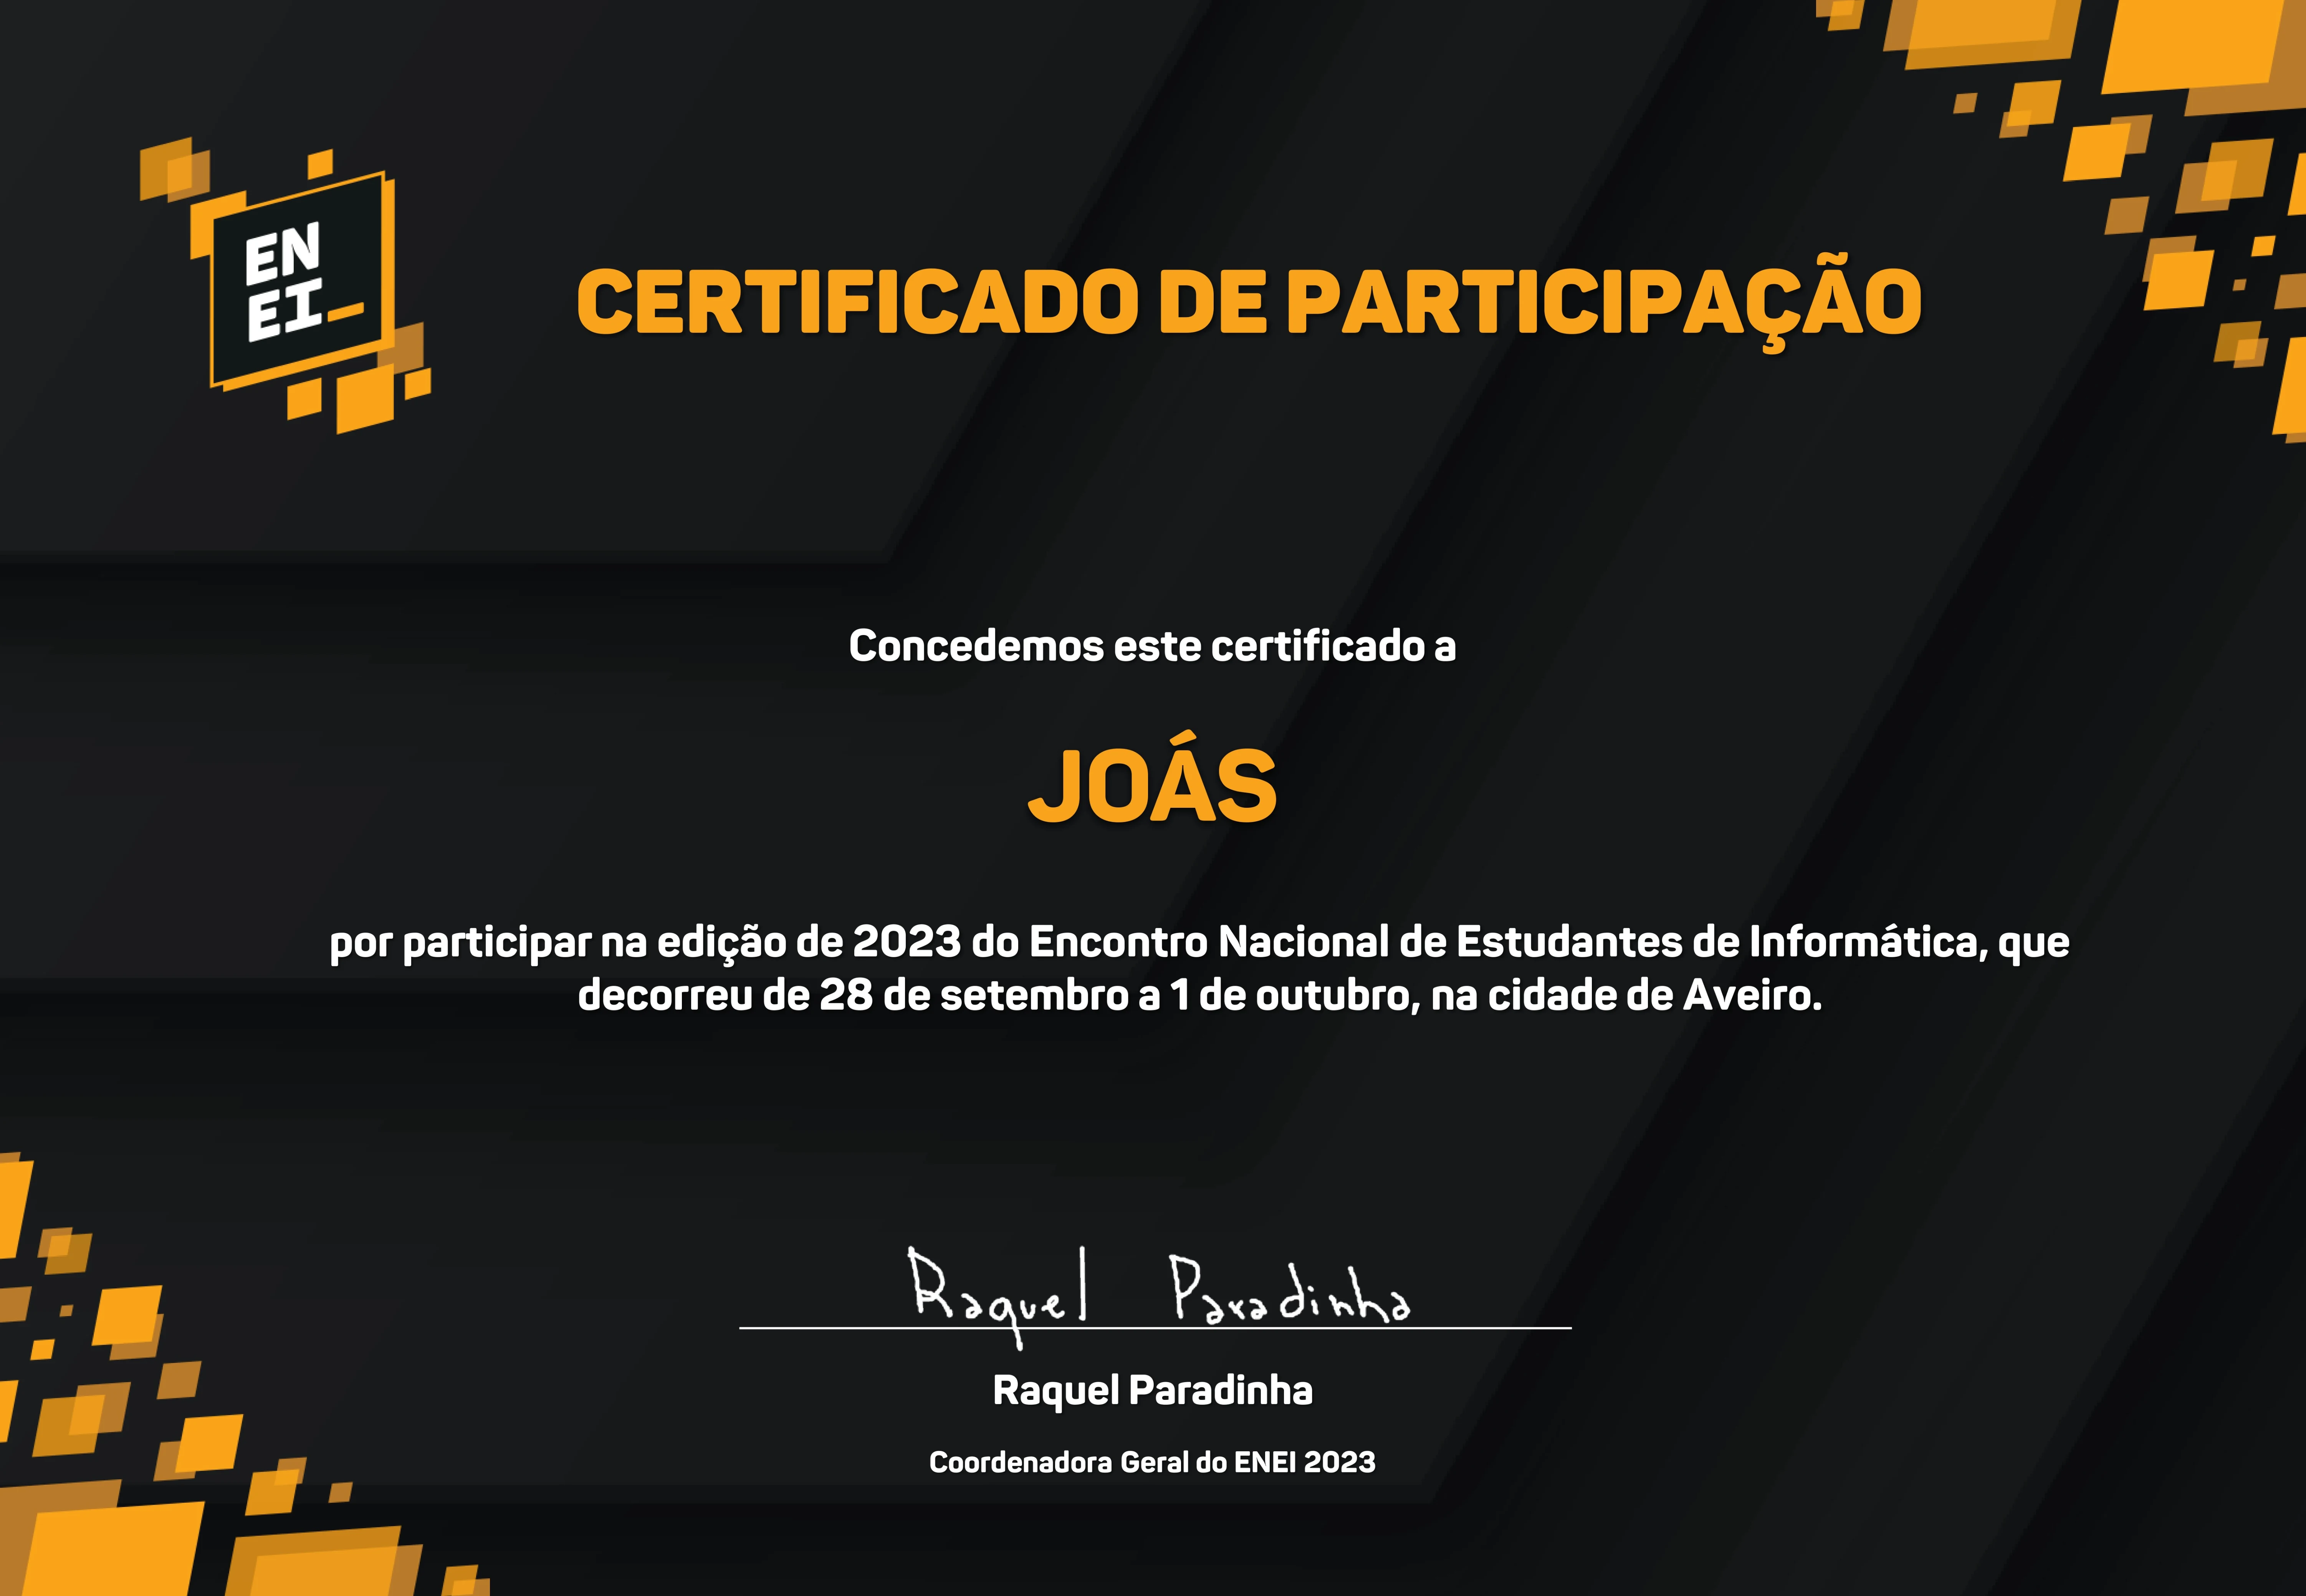 EN
EI_
CERTIFICADO DE PARTICIPAÇÃO
Concedemos este certificado a
JOÁS
por participar na edição de 2023 do Encontro Nacional de Estudantes de Informática, que
decorreu de 28 de setembro a 1 de outubro, na cidade de Aveiro.
Raquel Paradinha
Raquel Paradinha
Coordenadora Geral do ENEI 2023